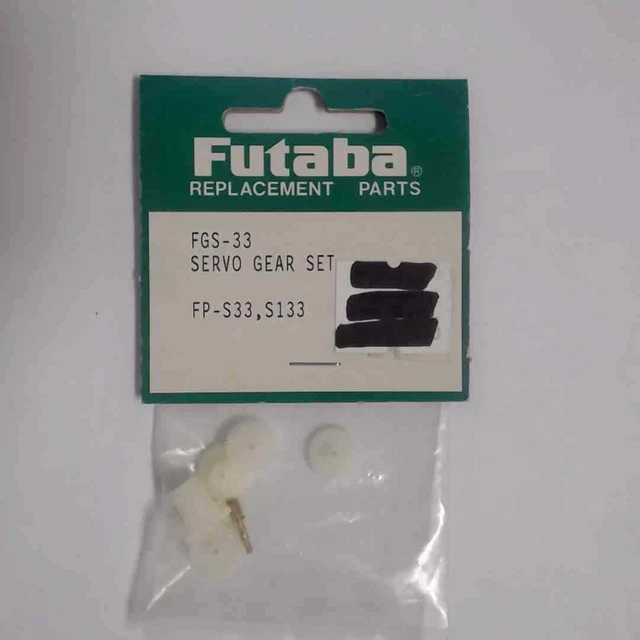 Futaba®
REPLACEMENT PARTS
FGS-33
SERVO GEAR SET
FP-S33,S133